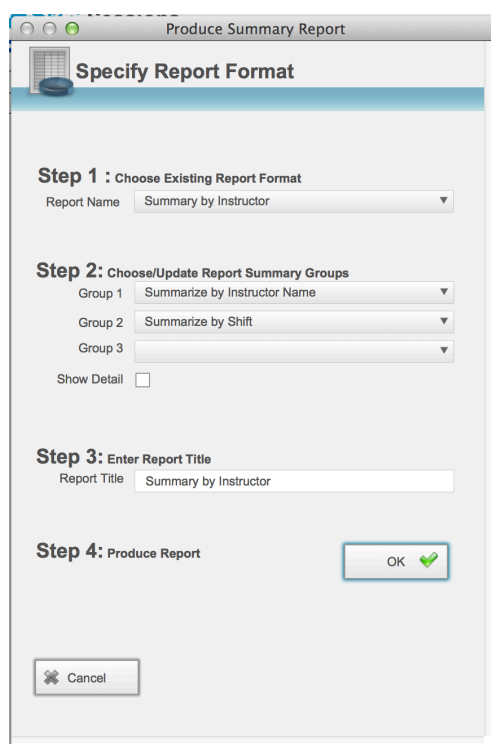 Produce Summary Report
Specify Report Format
Step 1 : Choose Existing Report Format
Report Name Summary by Instructor
Step 2: Choose/Update Report Summary Groups
Group 1 Summarize by Instructor Name
Group 2 Summarize by Shift
Group 3
Show Detail
Step 3: Enter Report Title
Report Title Summary by Instructor
Step 4: Produce Report
OK
Cancel